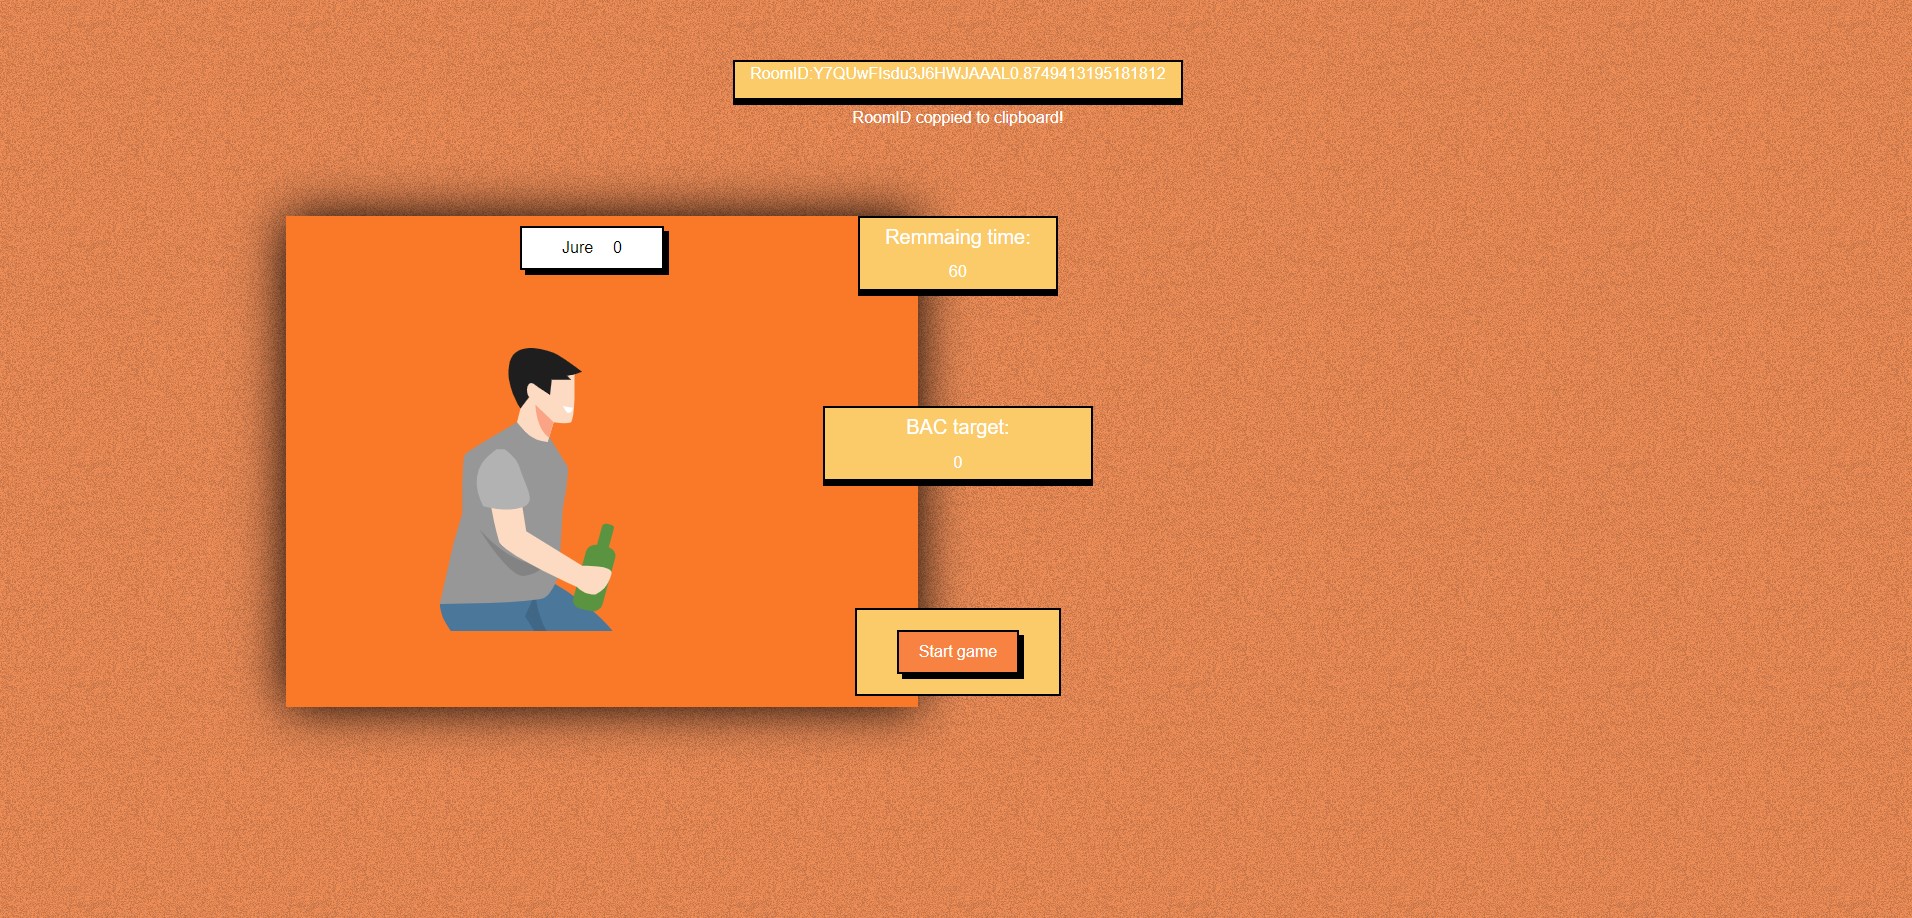 RoomID:Y7QUwFIsdu3J6HWJAAAL0.8749413195181812
RoomID coppied to clipboard!
Jure 0
Remmaing time:
60
BAC target:
0
Start game